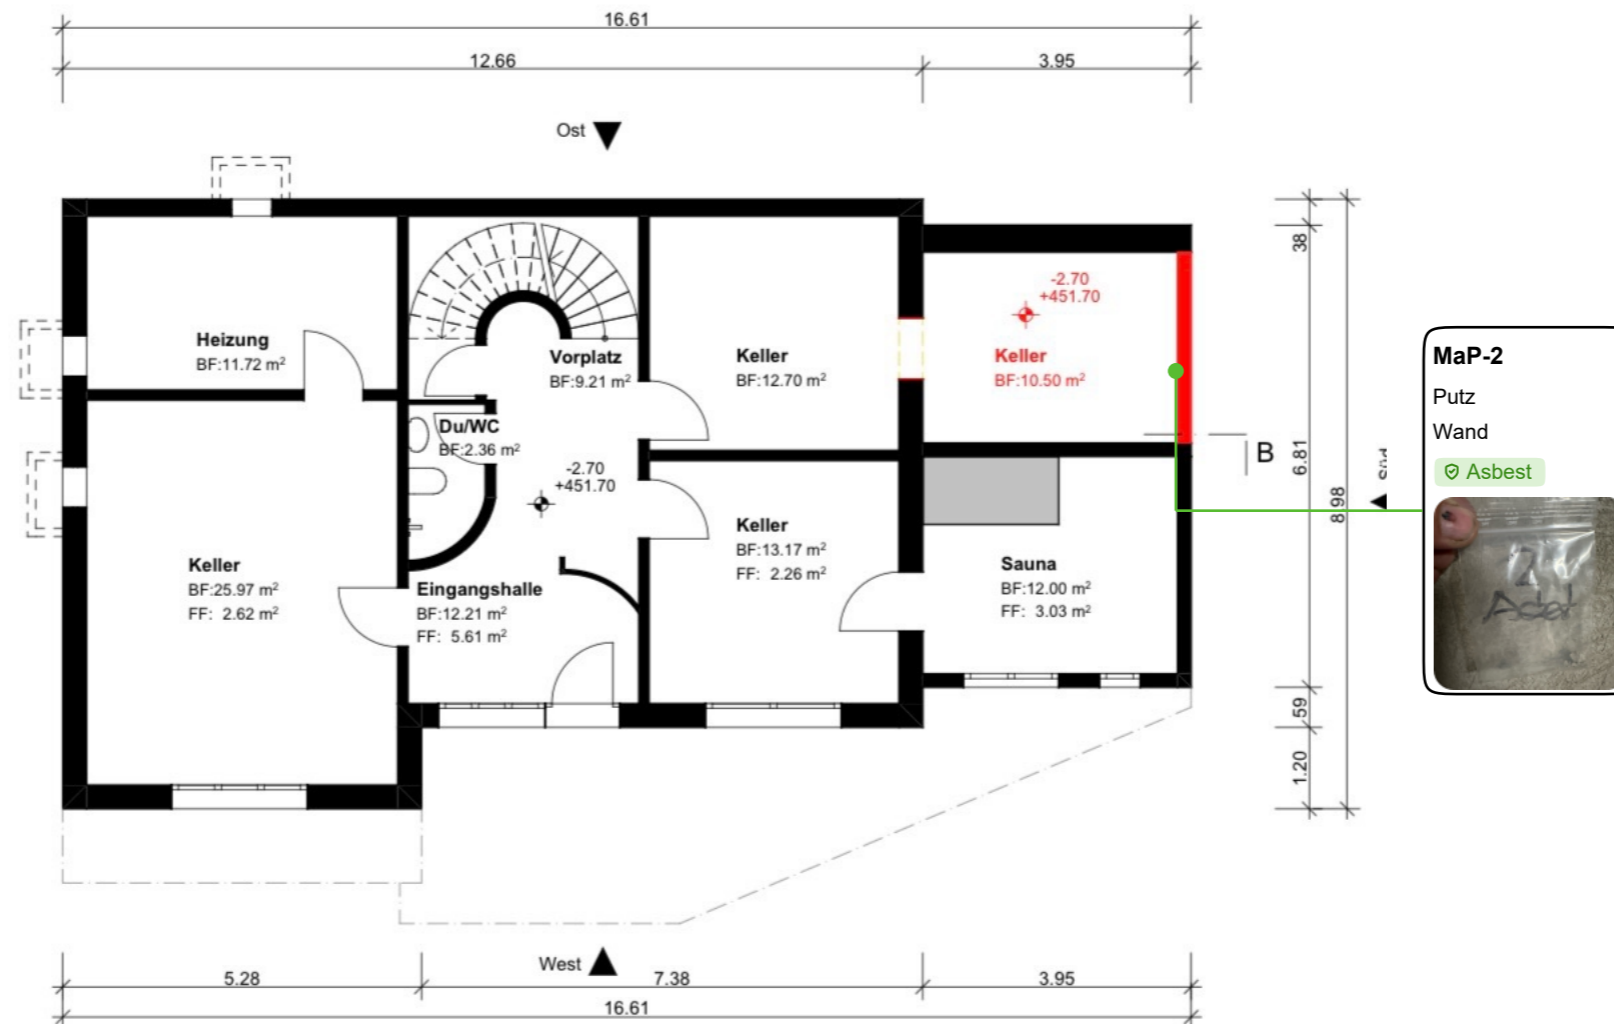 16.61
12.66
3.95
Ost
38
-2.70
+451.70
Heizung
BF:11.72 m²
Vorplatz
BF:9.21 m²
Keller
BF:12.70 m²
Keller
BF:10.50 m²
MaP-2
Putz
Wand
Asbest
2
Du/WC
BF:2.36 m²
B
6.81
8.98
Süd
-2.70
+451.70
Keller
BF:13.17 m²
FF: 2.26 m²
Keller
BF:25.97 m²
FF: 2.62 m²
Eingangshalle
BF:12.21 m²
FF: 5.61 m²
Sauna
BF:12.00 m²
FF: 3.03 m²
59
1.20
West
5.28
7.38
3.95
16.61